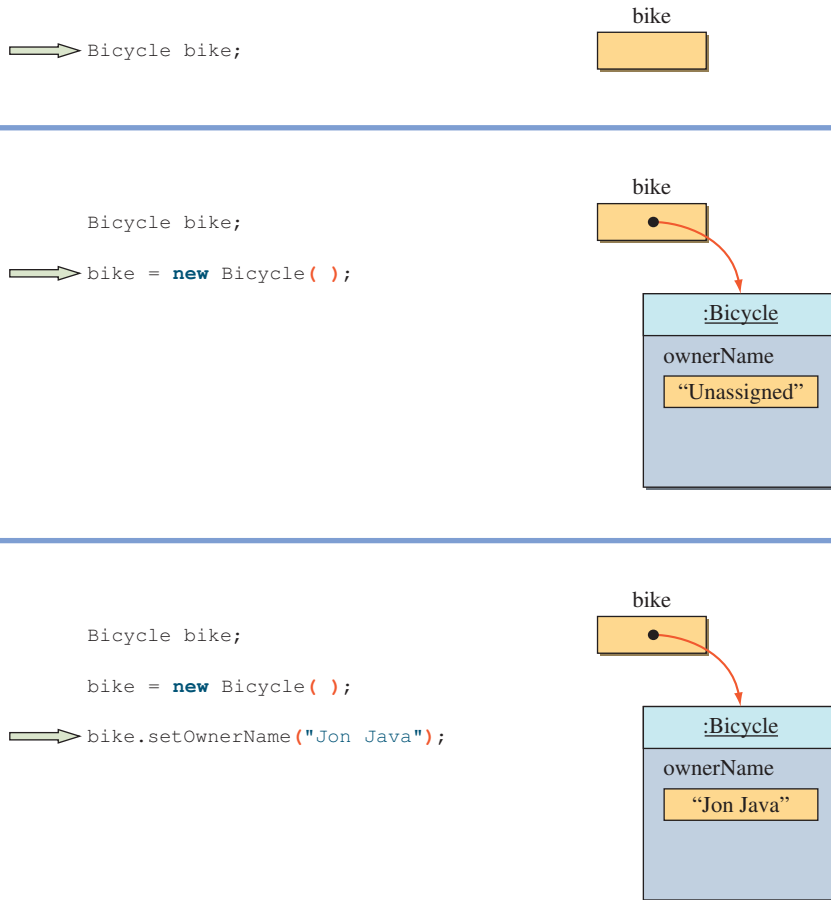 bike
Bicycle bike;
bike
Bicycle bike;
bike = new Bicycle( );
:Bicycle
ownerName
“Unassigned”
bike
Bicycle bike;
bike = new Bicycle( );
bike.setOwnerName("Jon Java");
:Bicycle
ownerName
“Jon Java”